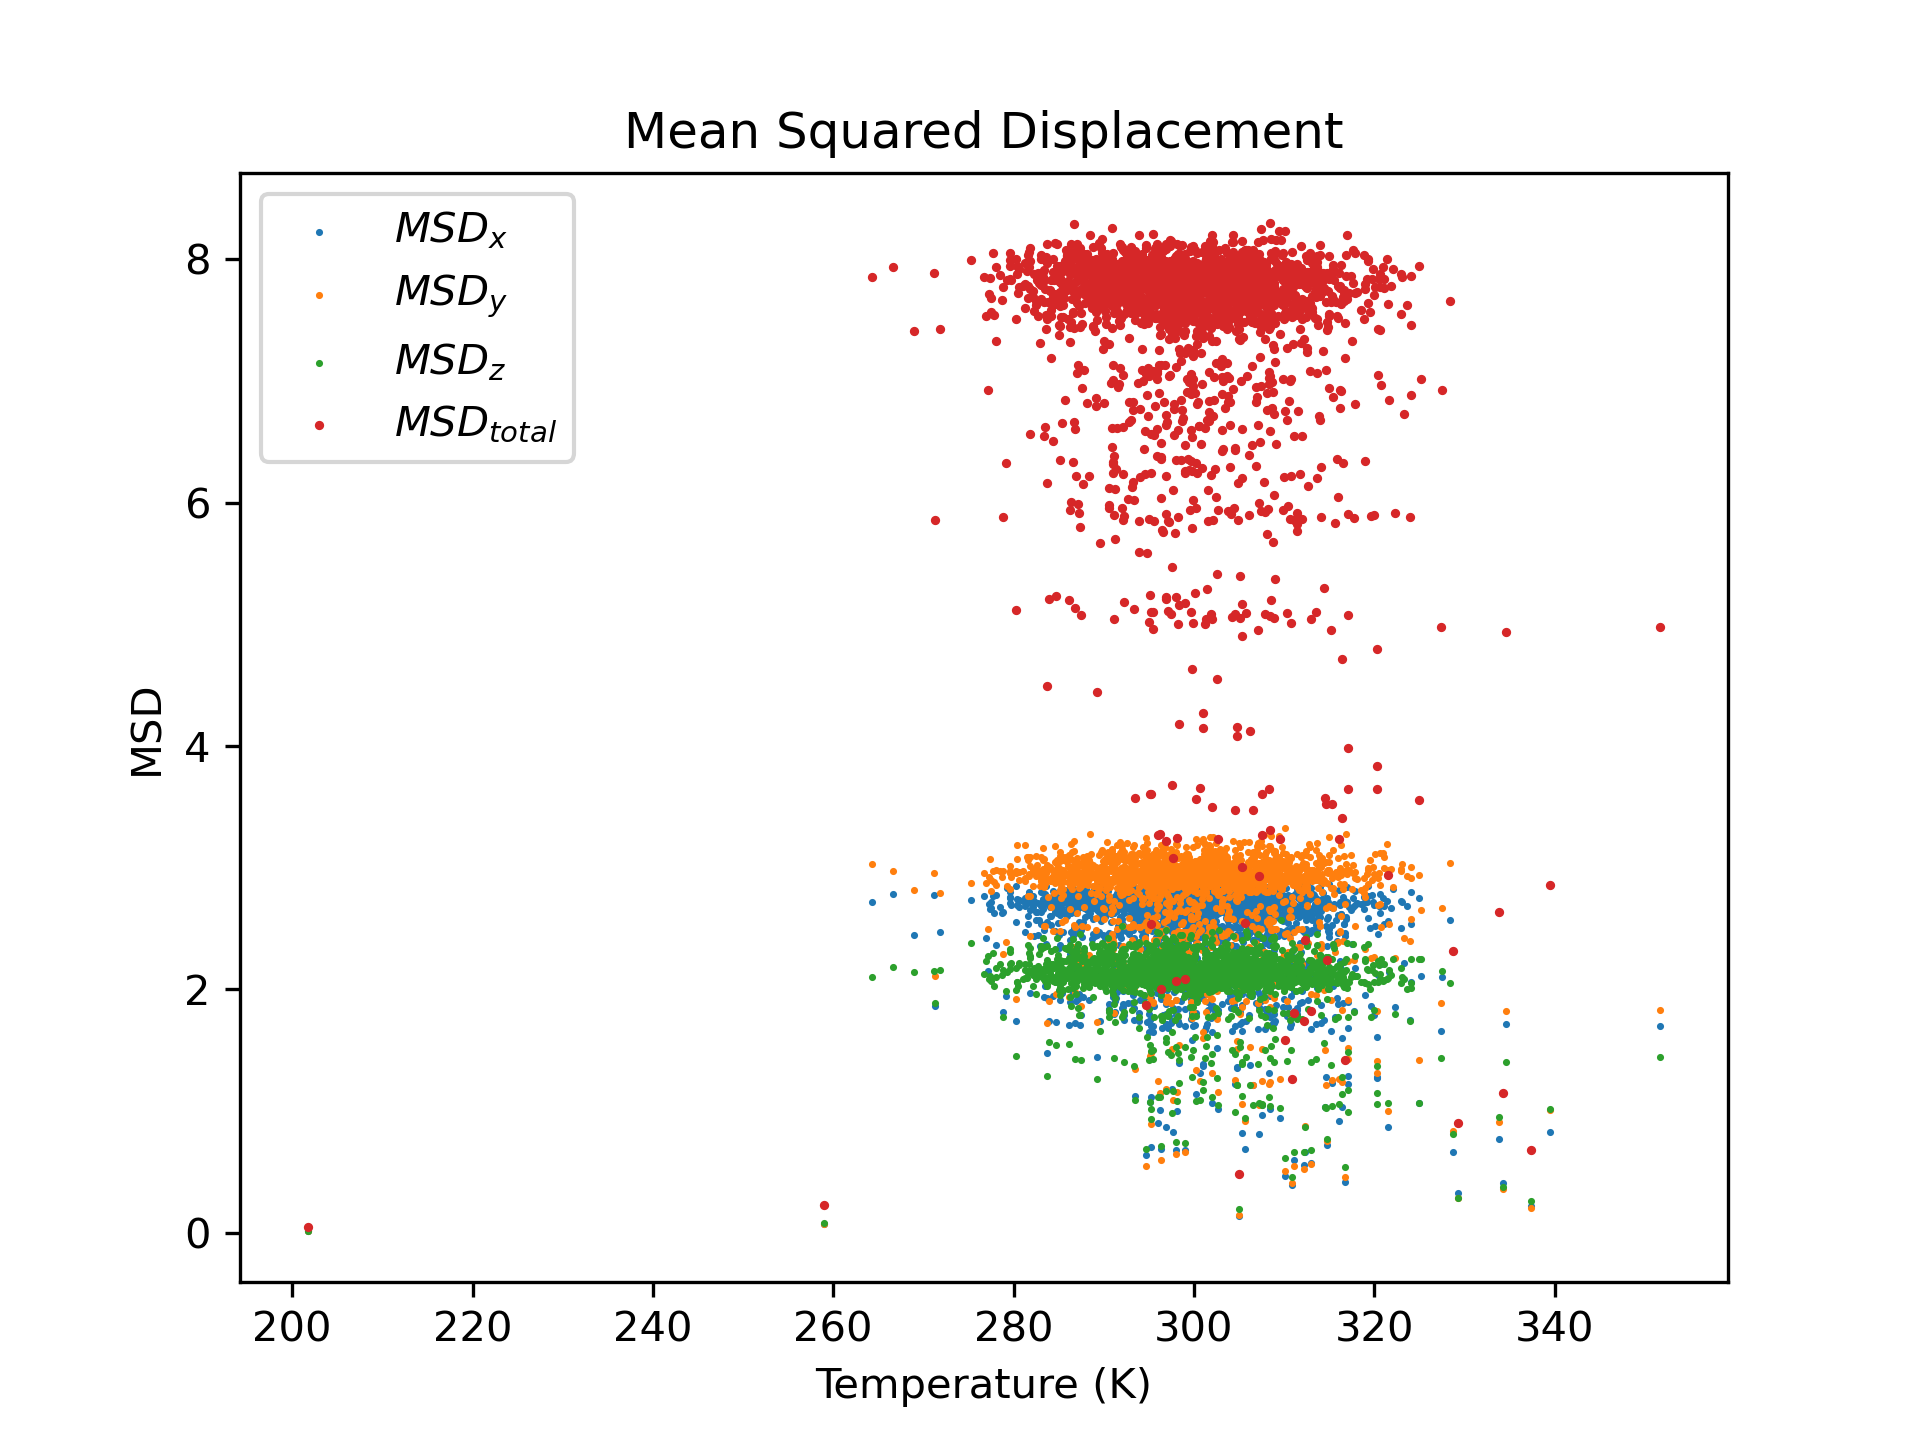 Mean Squared Displacement
MSD_x
MSD_y
MSD_z
MSD_total
8
6
4
2
0
MSD
200 220 240 260 280 300 320 340
Temperature (K)